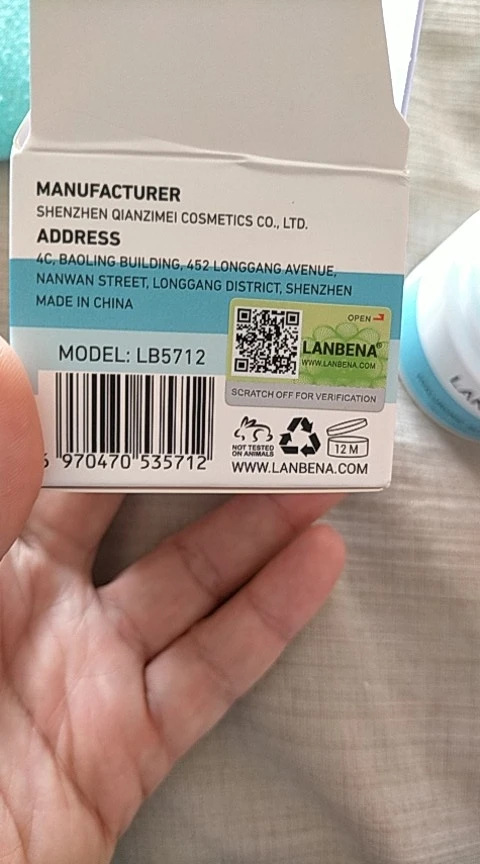 MANUFACTURER
SHENZHEN QIANZIMEI COSMETICS CO., LTD.
ADDRESS
4C, BAOLING BUILDING, 452 LONGGANG AVENUE,
NANWAN STREET, LONGGANG DISTRICT, SHENZHEN
MADE IN CHINA
OPEN
LANBENA®
WWW.LANBENA.COM
MODEL: LB5712
SCRATCH OFF FOR VERIFICATION
6 970470 535712
NOT TESTED
ON ANIMALS
12 M
WWW.LANBENA.COM